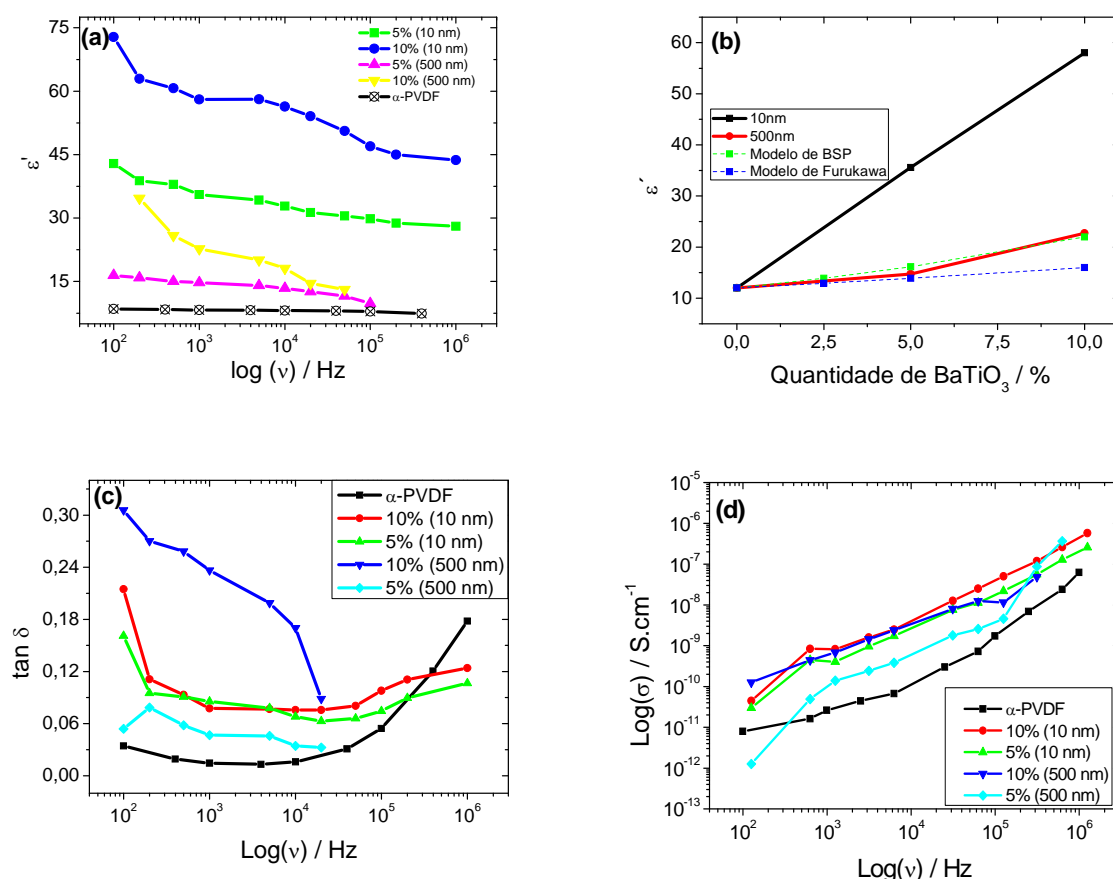 (a)
75
60
45
30
15
ε'
10² 10³ 10⁴ 10⁵ 10⁶
log (ν) / Hz
5% (10 nm)
10% (10 nm)
5% (500 nm)
10% (500 nm)
α-PVDF
(b)
60
50
40
30
20
10
ε´
0,0 2,5 5,0 7,5 10,0
Quantidade de BaTiO₃ / %
10nm
500nm
Modelo de BSP
Modelo de Furukawa
(c)
0,30
0,24
0,18
0,12
0,06
0,00
tan δ
10² 10³ 10⁴ 10⁵ 10⁶
Log(ν) / Hz
α-PVDF
10% (10 nm)
5% (10 nm)
10% (500 nm)
5% (500 nm)
(d)
10⁻⁵
10⁻⁶
10⁻⁷
10⁻⁸
10⁻⁹
10⁻¹⁰
10⁻¹¹
10⁻¹²
10⁻¹³
Log(σ) / S.cm⁻¹
10² 10³ 10⁴ 10⁵ 10⁶
Log(ν) / Hz
α-PVDF
10% (10 nm)
5% (10 nm)
10% (500 nm)
5% (500 nm)